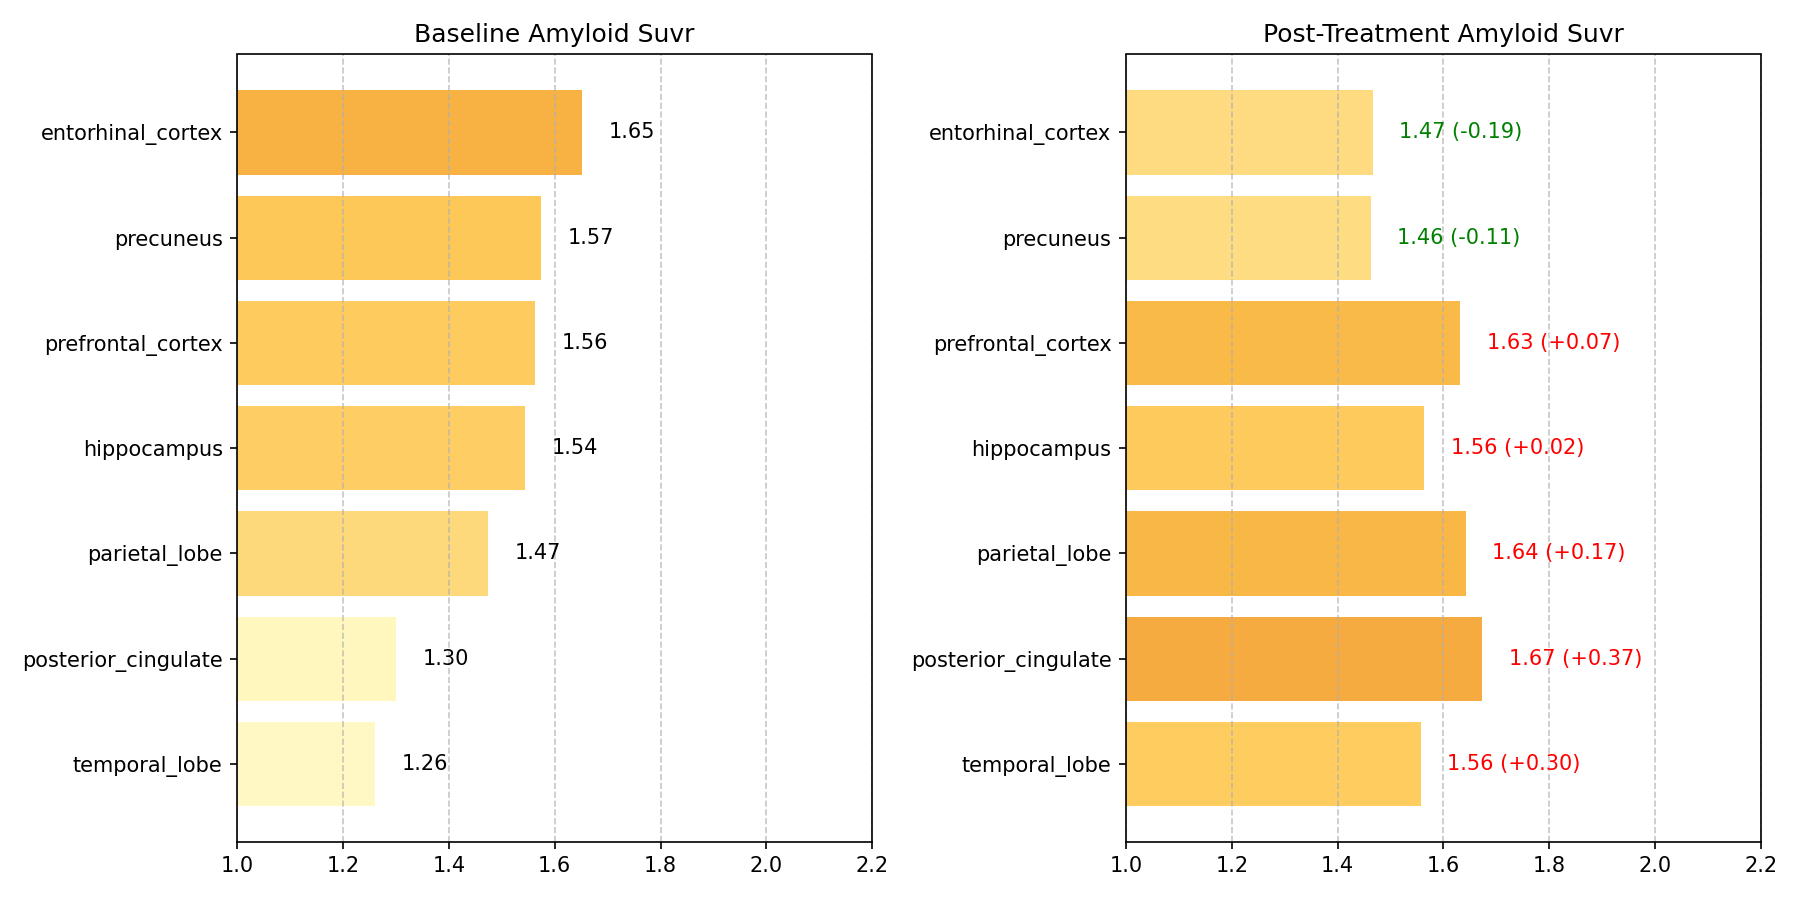 Baseline Amyloid Suvr
entorhinal_cortex 1.65
precuneus 1.57
prefrontal_cortex 1.56
hippocampus 1.54
parietal_lobe 1.47
posterior_cingulate 1.30
temporal_lobe 1.26
1.0 1.2 1.4 1.6 1.8 2.0 2.2
Post-Treatment Amyloid Suvr
entorhinal_cortex 1.47 (-0.19)
precuneus 1.46 (-0.11)
prefrontal_cortex 1.63 (+0.07)
hippocampus 1.56 (+0.02)
parietal_lobe 1.64 (+0.17)
posterior_cingulate 1.67 (+0.37)
temporal_lobe 1.56 (+0.30)
1.0 1.2 1.4 1.6 1.8 2.0 2.2